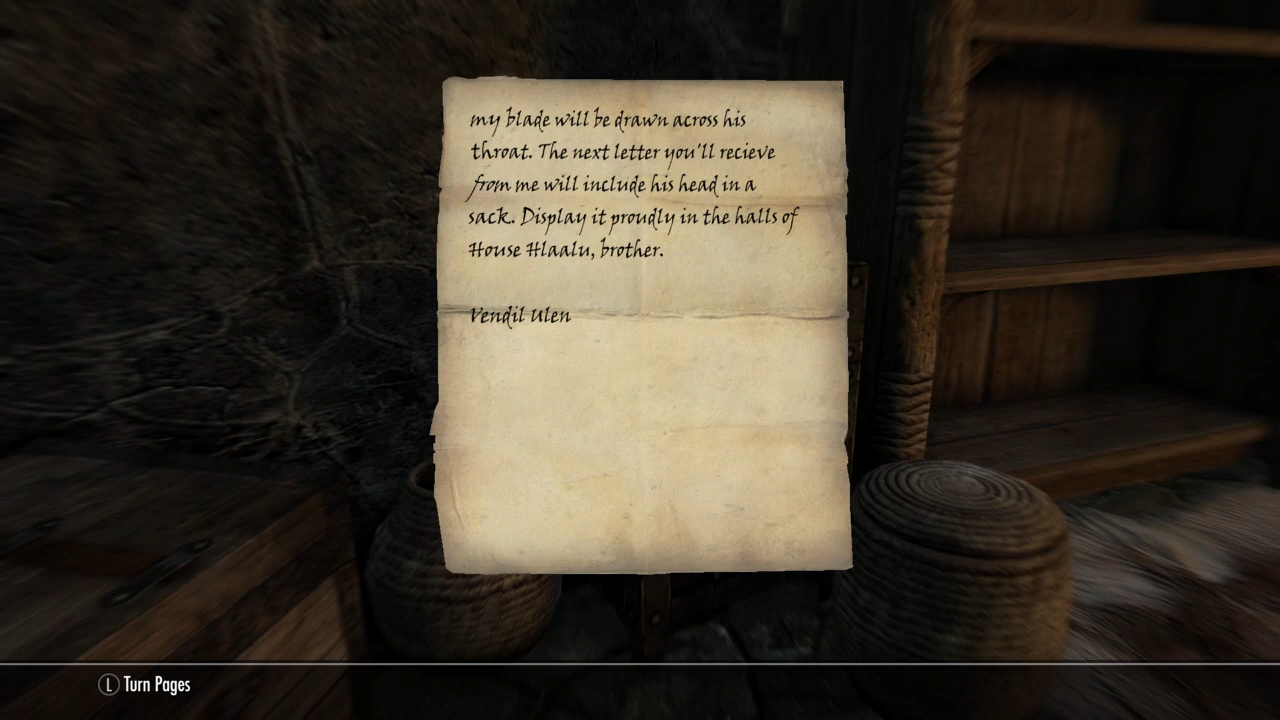 my blade will be drawn across his
throat. The next letter you'll recieve
from me will include his head in a
sack. Display it proudly in the halls of
House Hlaalu, brother.
Vendil Ulen
L Turn Pages